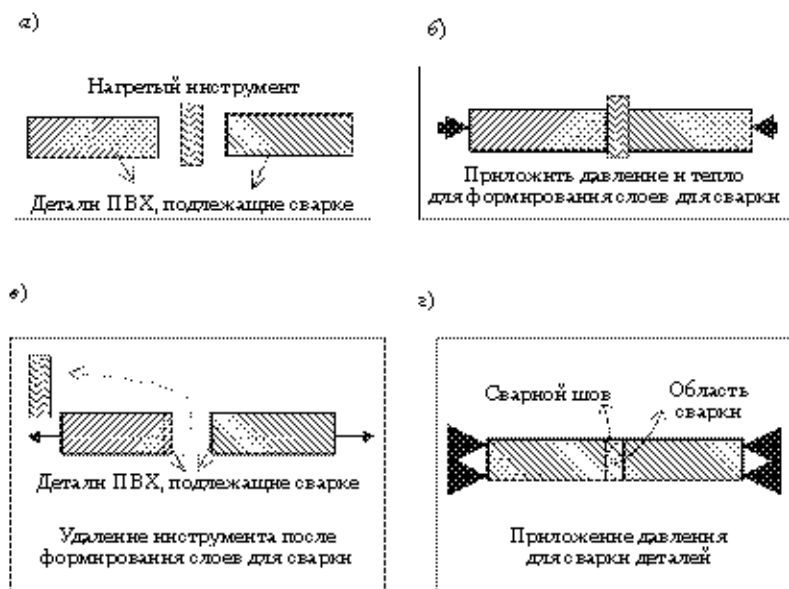 а)
Нагретый инструмент
Детали ПВХ, подлежащие сварке
б)
Приложить давление и тепло
для формирования слоев для сварки
в)
Детали ПВХ, подлежащие сварке
Удаление инструмента после
формирования слоев для сварки
г)
Сварной шов
Область
сварки
Приложение давления
для сварки деталей